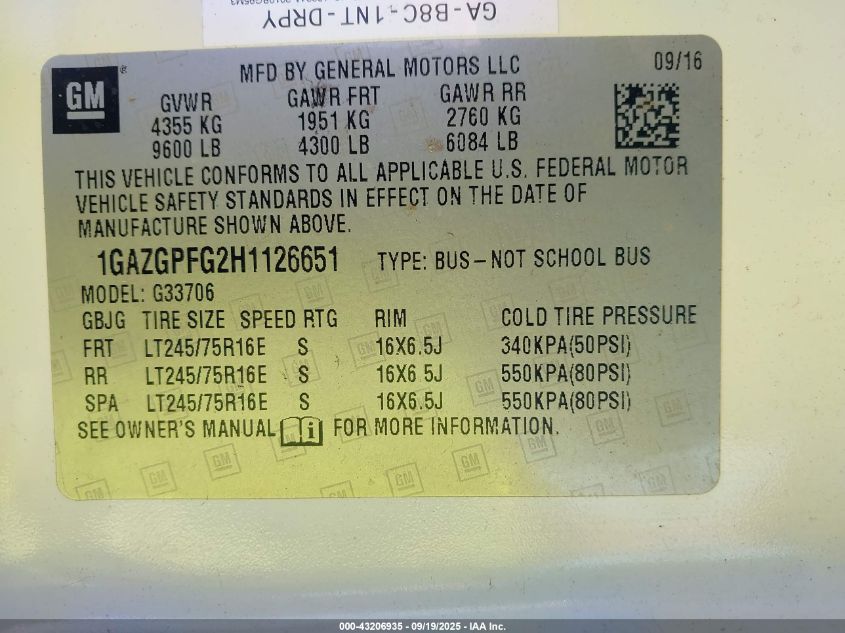 GA-B8C-1NT-DRPY
GM ®
MFD BY GENERAL MOTORS LLC 09/16
GVWR GAWR FRT GAWR RR
4355 KG 1951 KG 2760 KG
9600 LB 4300 LB 6084 LB
THIS VEHICLE CONFORMS TO ALL APPLICABLE U.S. FEDERAL MOTOR
VEHICLE SAFETY STANDARDS IN EFFECT ON THE DATE OF
MANUFACTURE SHOWN ABOVE.
1GAZGPFG2H1126651 TYPE: BUS-NOT SCHOOL BUS
MODEL: G33706
GBJG TIRE SIZE SPEED RTG RIM COLD TIRE PRESSURE
FRT LT245/75R16E S 16X6.5J 340KPA(50PSI)
RR LT245/75R16E S 16X6.5J 550KPA(80PSI)
SPA LT245/75R16E S 16X6.5J 550KPA(80PSI)
SEE OWNER'S MANUAL i FOR MORE INFORMATION.
000-43206935 - 09/19/2025 - IAA Inc.